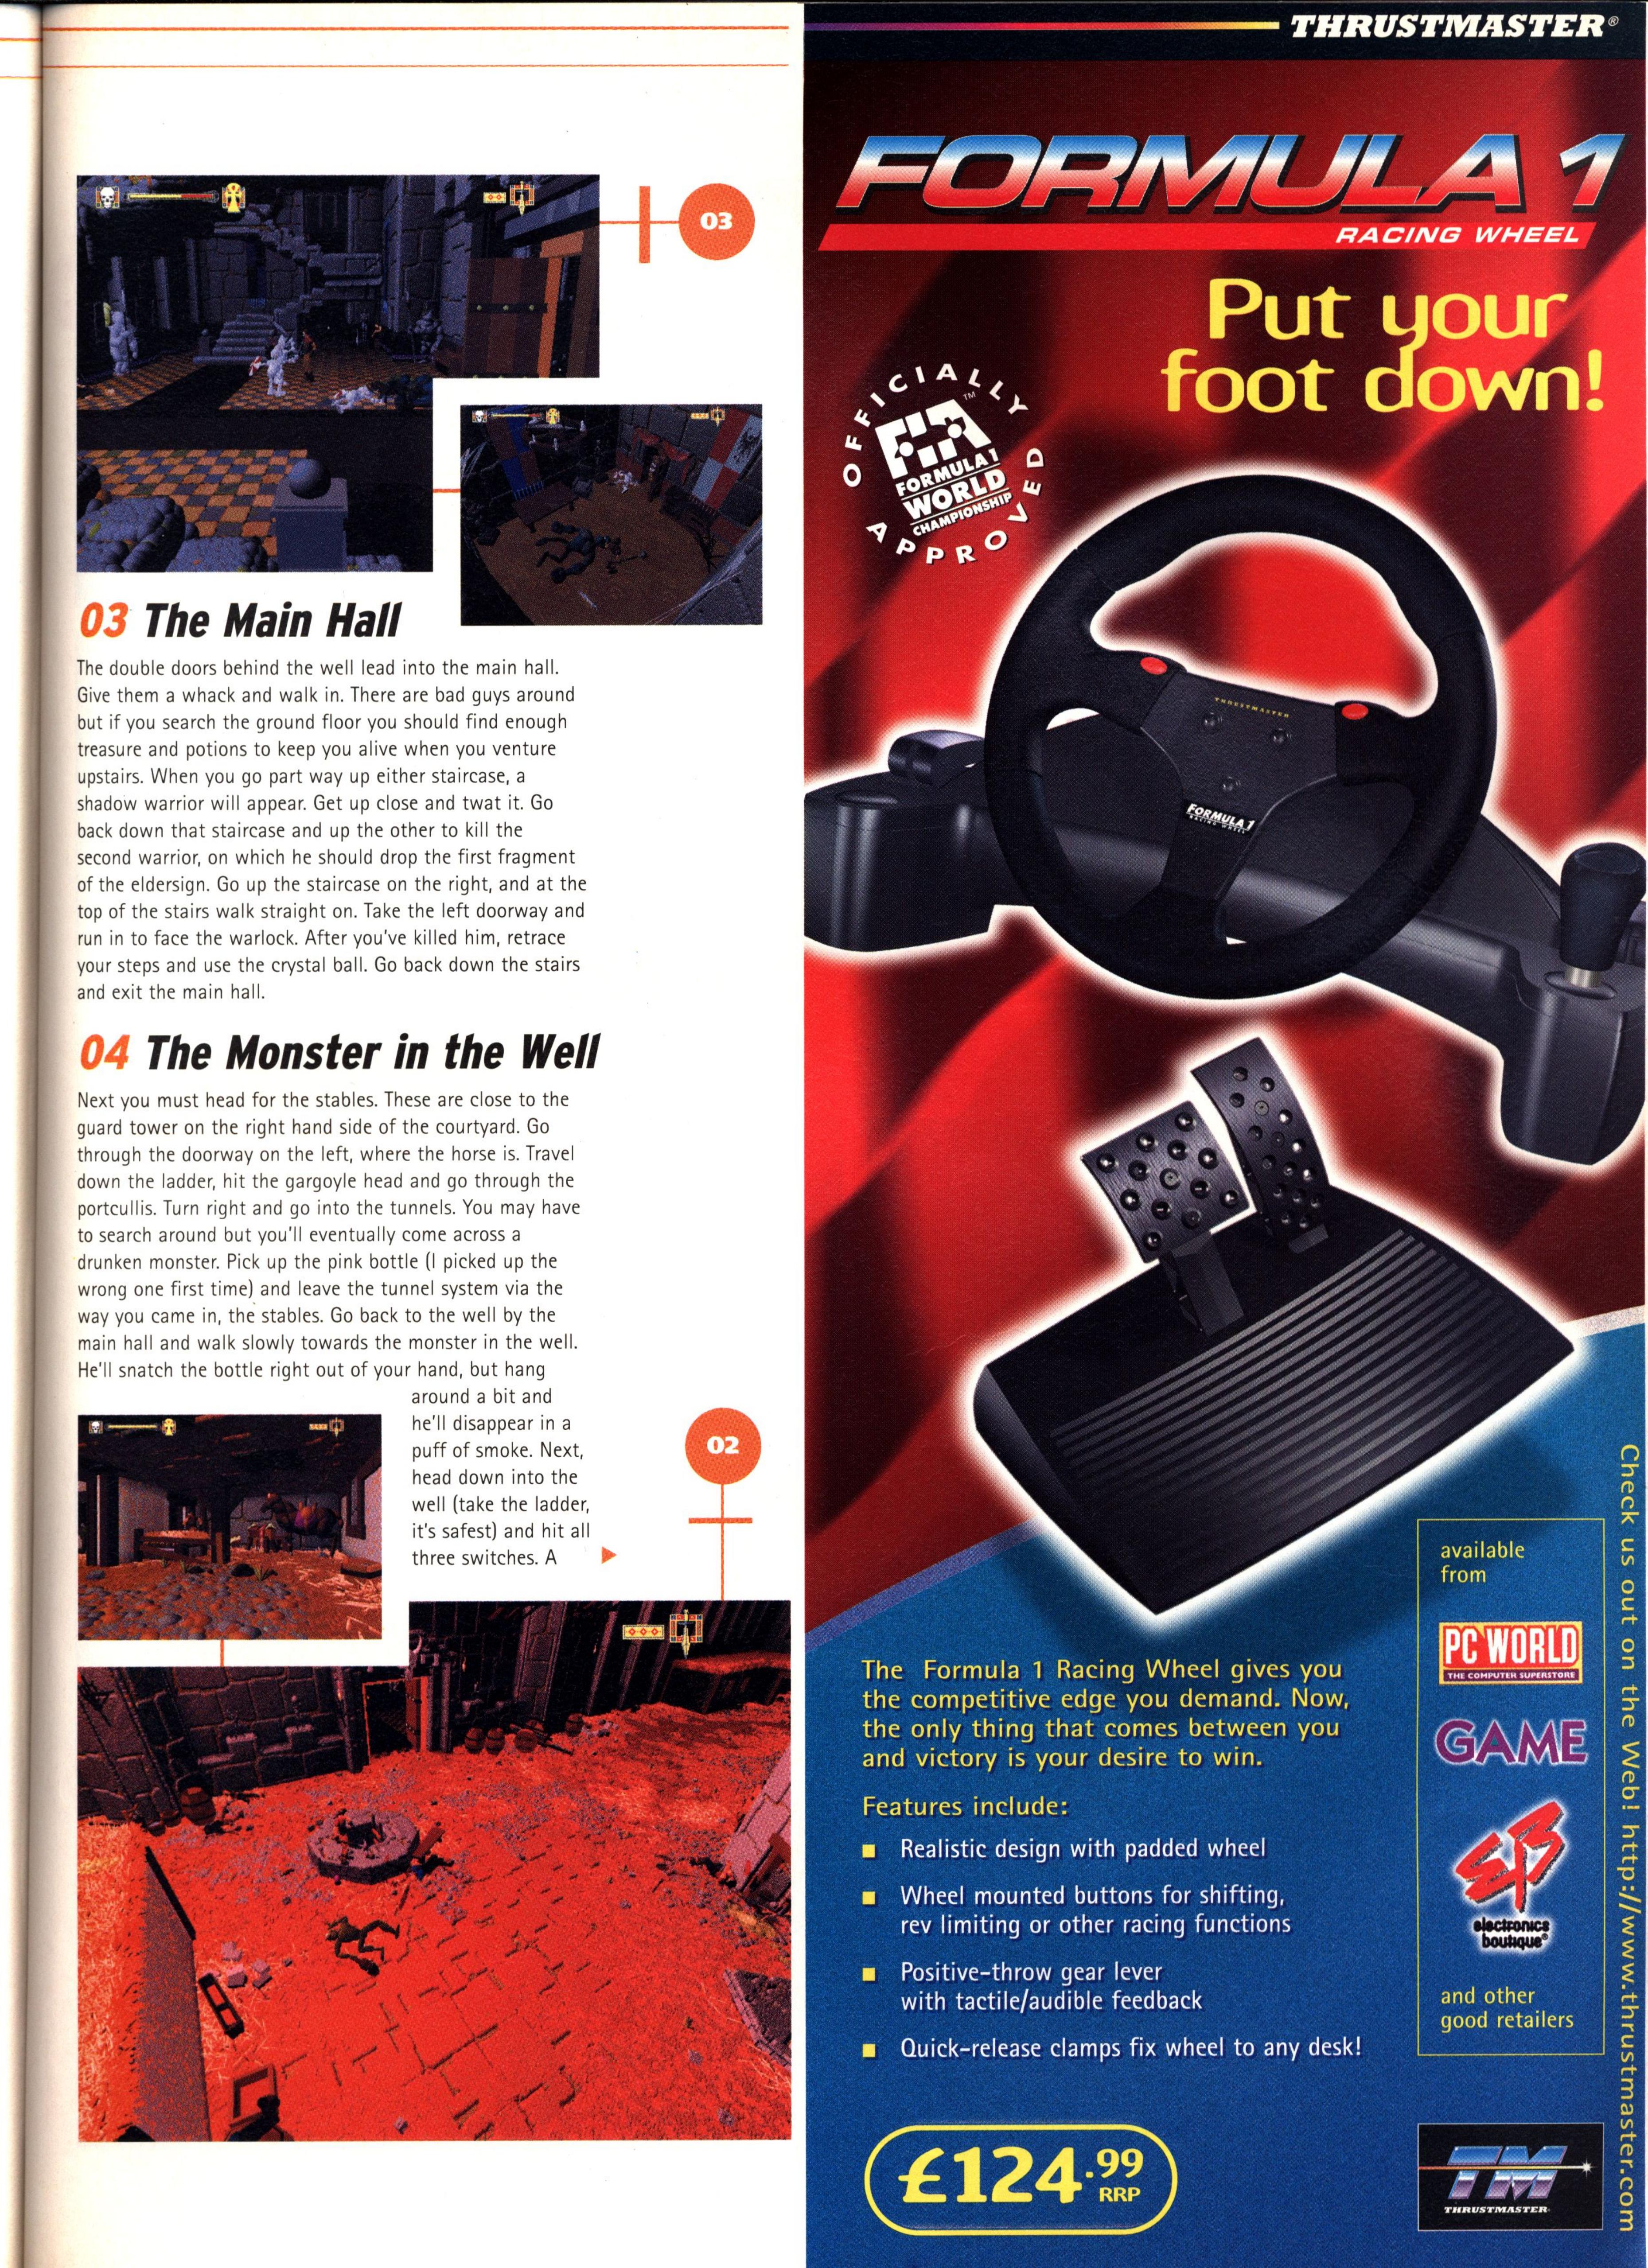 03
03 The Main Hall
The double doors behind the well lead into the main hall.
Give them a whack and walk in. There are bad guys around
but if you search the ground floor you should find enough
treasure and potions to keep you alive when you venture
upstairs. When you go part way up either staircase, a
shadow warrior will appear. Get up close and twat it. Go
back down that staircase and up the other to kill the
second warrior, on which he should drop the first fragment
of the eldersign. Go up the staircase on the right, and at the
top of the stairs walk straight on. Take the left doorway and
run in to face the warlock. After you've killed him, retrace
your steps and use the crystal ball. Go back down the stairs
and exit the main hall.
04 The Monster in the Well
Next you must head for the stables. These are close to the
guard tower on the right hand side of the courtyard. Go
through the doorway on the left, where the horse is. Travel
down the ladder, hit the gargoyle head and go through the
portcullis. Turn right and go into the tunnels. You may have
to search around but you'll eventually come across a
drunken monster. Pick up the pink bottle (I picked up the
wrong one first time) and leave the tunnel system via the
way you came in, the stables. Go back to the well by the
main hall and walk slowly towards the monster in the well.
He'll snatch the bottle right out of your hand, but hang
around a bit and
he'll disappear in a
puff of smoke. Next,
head down into the
well (take the ladder,
it's safest) and hit all
three switches. A
02
THRUSTMASTER®
FORMULA 1
RACING WHEEL
Put your
foot down!
OFFICIALLY
APPROVED
FIA™
FORMULA 1
WORLD
CHAMPIONSHIP
THRUSTMASTER
FORMULA 1
RACING WHEEL
The Formula 1 Racing Wheel gives you
the competitive edge you demand. Now,
the only thing that comes between you
and victory is your desire to win.
Features include:
Realistic design with padded wheel
Wheel mounted buttons for shifting,
rev limiting or other racing functions
Positive-throw gear lever
with tactile/audible feedback
Quick-release clamps fix wheel to any desk!
£124.99
RRP
available
from
PC WORLD
THE COMPUTER SUPERSTORE
GAME
EB
electronics
boutique®
and other
good retailers
TM
THRUSTMASTER
Check us out on the Web! http://www.thrustmaster.com